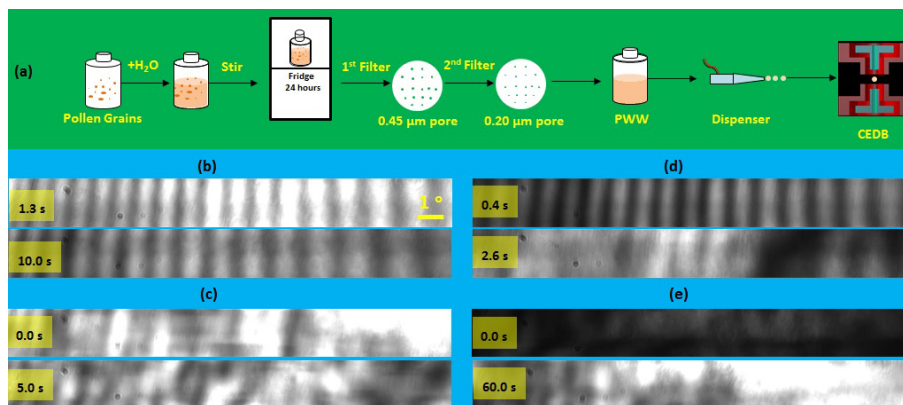 (a)
+H₂O
Stir
Fridge
24 hours
1st Filter
2nd Filter
Pollen Grains
0.45 µm pore
0.20 µm pore
PWW
Dispenser
CEDB
(b)
1.3 s
1 °
10.0 s
(d)
0.4 s
2.6 s
(c)
0.0 s
5.0 s
(e)
0.0 s
60.0 s